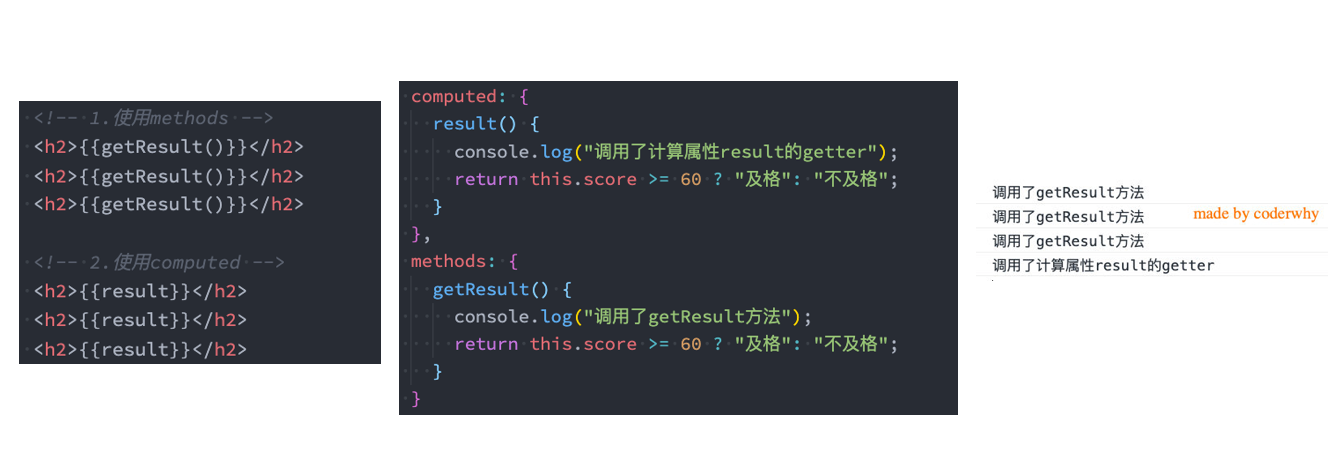 <!-- 1.使用methods -->
<h2>{{getResult()}}</h2>
<h2>{{getResult()}}</h2>
<h2>{{getResult()}}</h2>
<!-- 2.使用computed -->
<h2>{{result}}</h2>
<h2>{{result}}</h2>
<h2>{{result}}</h2>
computed: {
result() {
console.log("调用了计算属性result的getter");
return this.score >= 60 ? "及格": "不及格";
}
},
methods: {
getResult() {
console.log("调用了getResult方法");
return this.score >= 60 ? "及格": "不及格";
}
}
调用了getResult方法
调用了getResult方法
made by coderwhy
调用了getResult方法
调用了计算属性result的getter